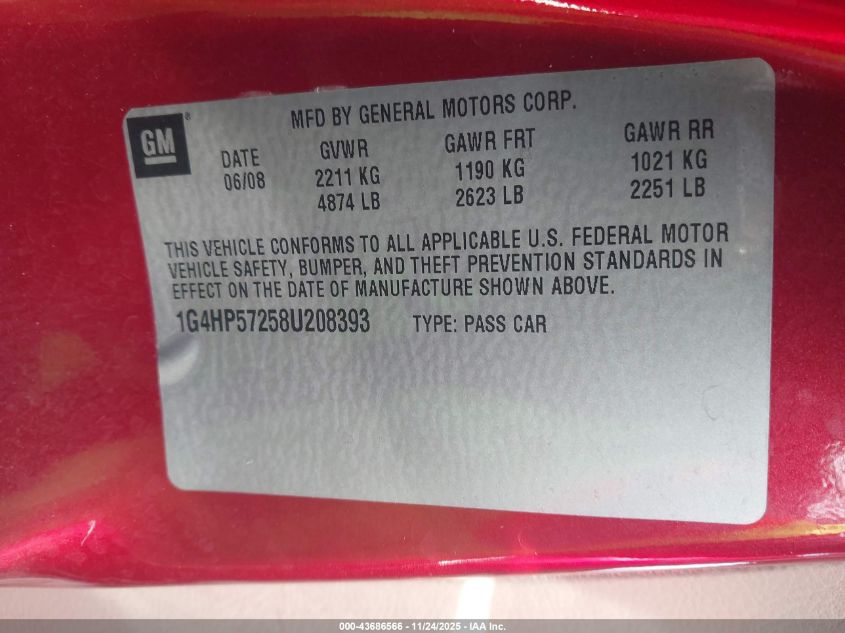 MFD BY GENERAL MOTORS CORP.
GM®
DATE GVWR GAWR FRT GAWR RR
06/08 2211 KG 1190 KG 1021 KG
4874 LB 2623 LB 2251 LB
THIS VEHICLE CONFORMS TO ALL APPLICABLE U.S. FEDERAL MOTOR
VEHICLE SAFETY, BUMPER, AND THEFT PREVENTION STANDARDS IN
EFFECT ON THE DATE OF MANUFACTURE SHOWN ABOVE.
1G4HP57258U208393 TYPE: PASS CAR
000-43686566 - 11/24/2025 - IAA Inc.